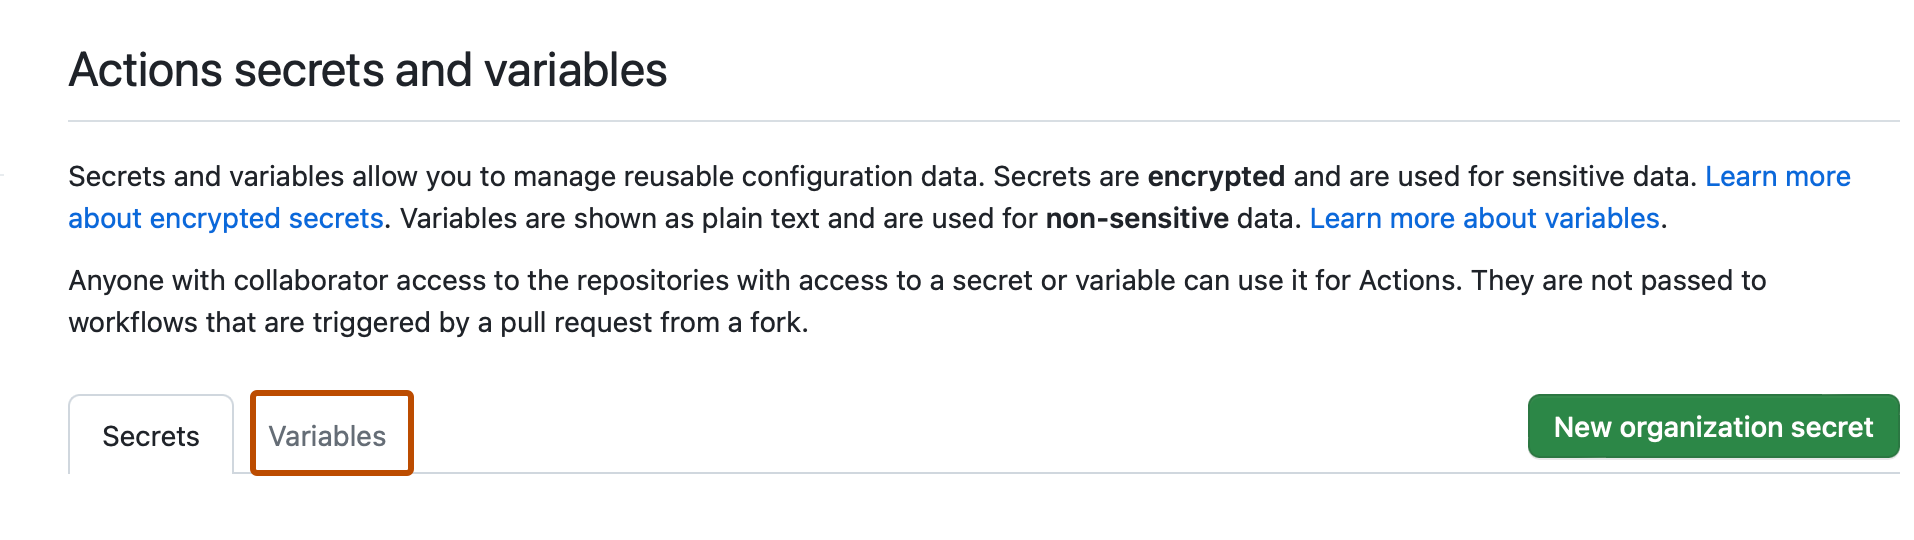 Actions secrets and variables
Secrets and variables allow you to manage reusable configuration data. Secrets are encrypted and are used for sensitive data. Learn more
about encrypted secrets. Variables are shown as plain text and are used for non-sensitive data. Learn more about variables.
Anyone with collaborator access to the repositories with access to a secret or variable can use it for Actions. They are not passed to
workflows that are triggered by a pull request from a fork.
Secrets Variables New organization secret